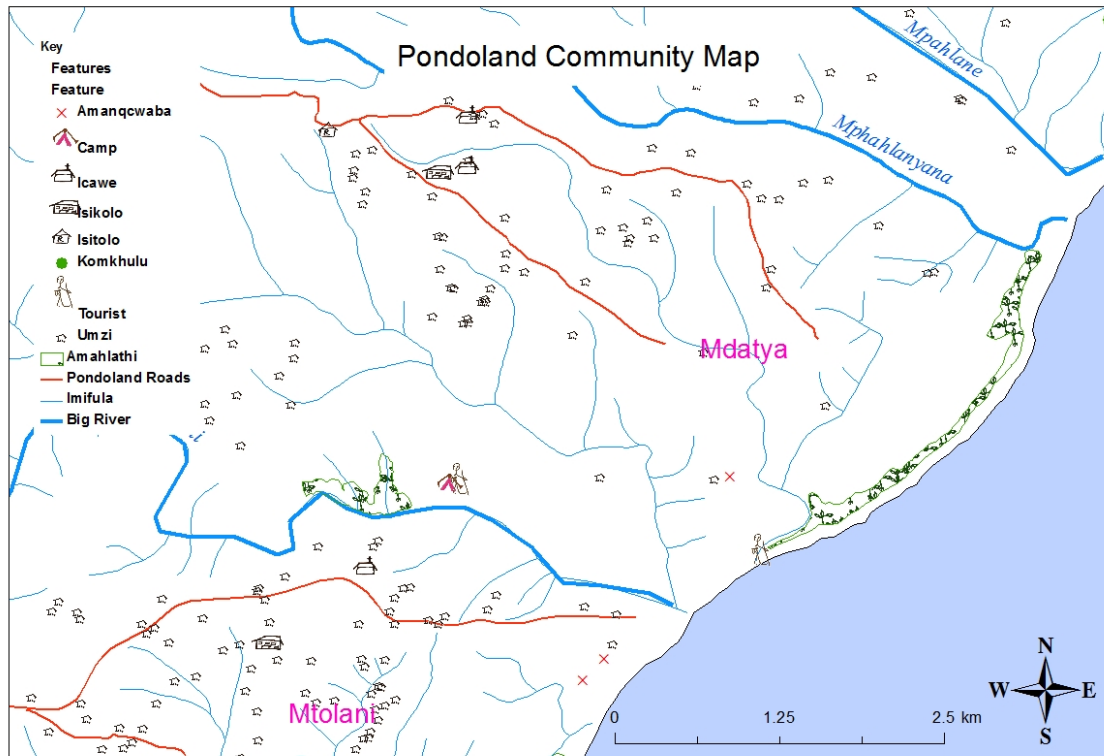 Pondoland Community Map
Key
Features
Feature
Amanqcwaba
Camp
Icawe
Isikolo
Isitolo
Komkhulu
Tourist
Umzi
Amahlathi
Pondoland Roads
Imifula
Big River
Mpahlane
Mphahlanyana
Mdatya
Mtolani
N
W E
S
0 1.25 2.5 km